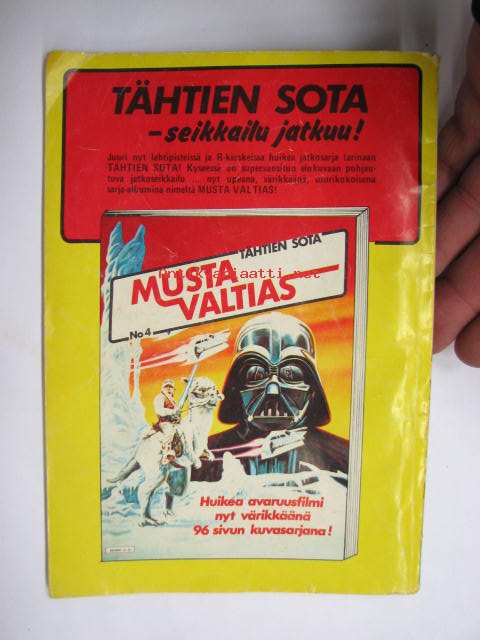 TÄHTIEN SOTA
–seikkailu jatkuu!
Juuri nyt lehtipisteissä ja R-kioskeissa huikea jatkosarja tarinaan
TÄHTIEN SOTA! Kyseessä on supersuosittuun elokuvaan pohjau-
tuva jatkoseikkailu ... nyt upeana, värikkäänä, suurikokoisena
sarja-albumina nimeltä MUSTA VALTIAS!
TÄHTIEN SOTA
MUSTA
VALTIAS
Antikvariaatti.net
No 4
Huikea avaruusfilmi
nyt värikkäänä
96 sivun kuvasarjana!